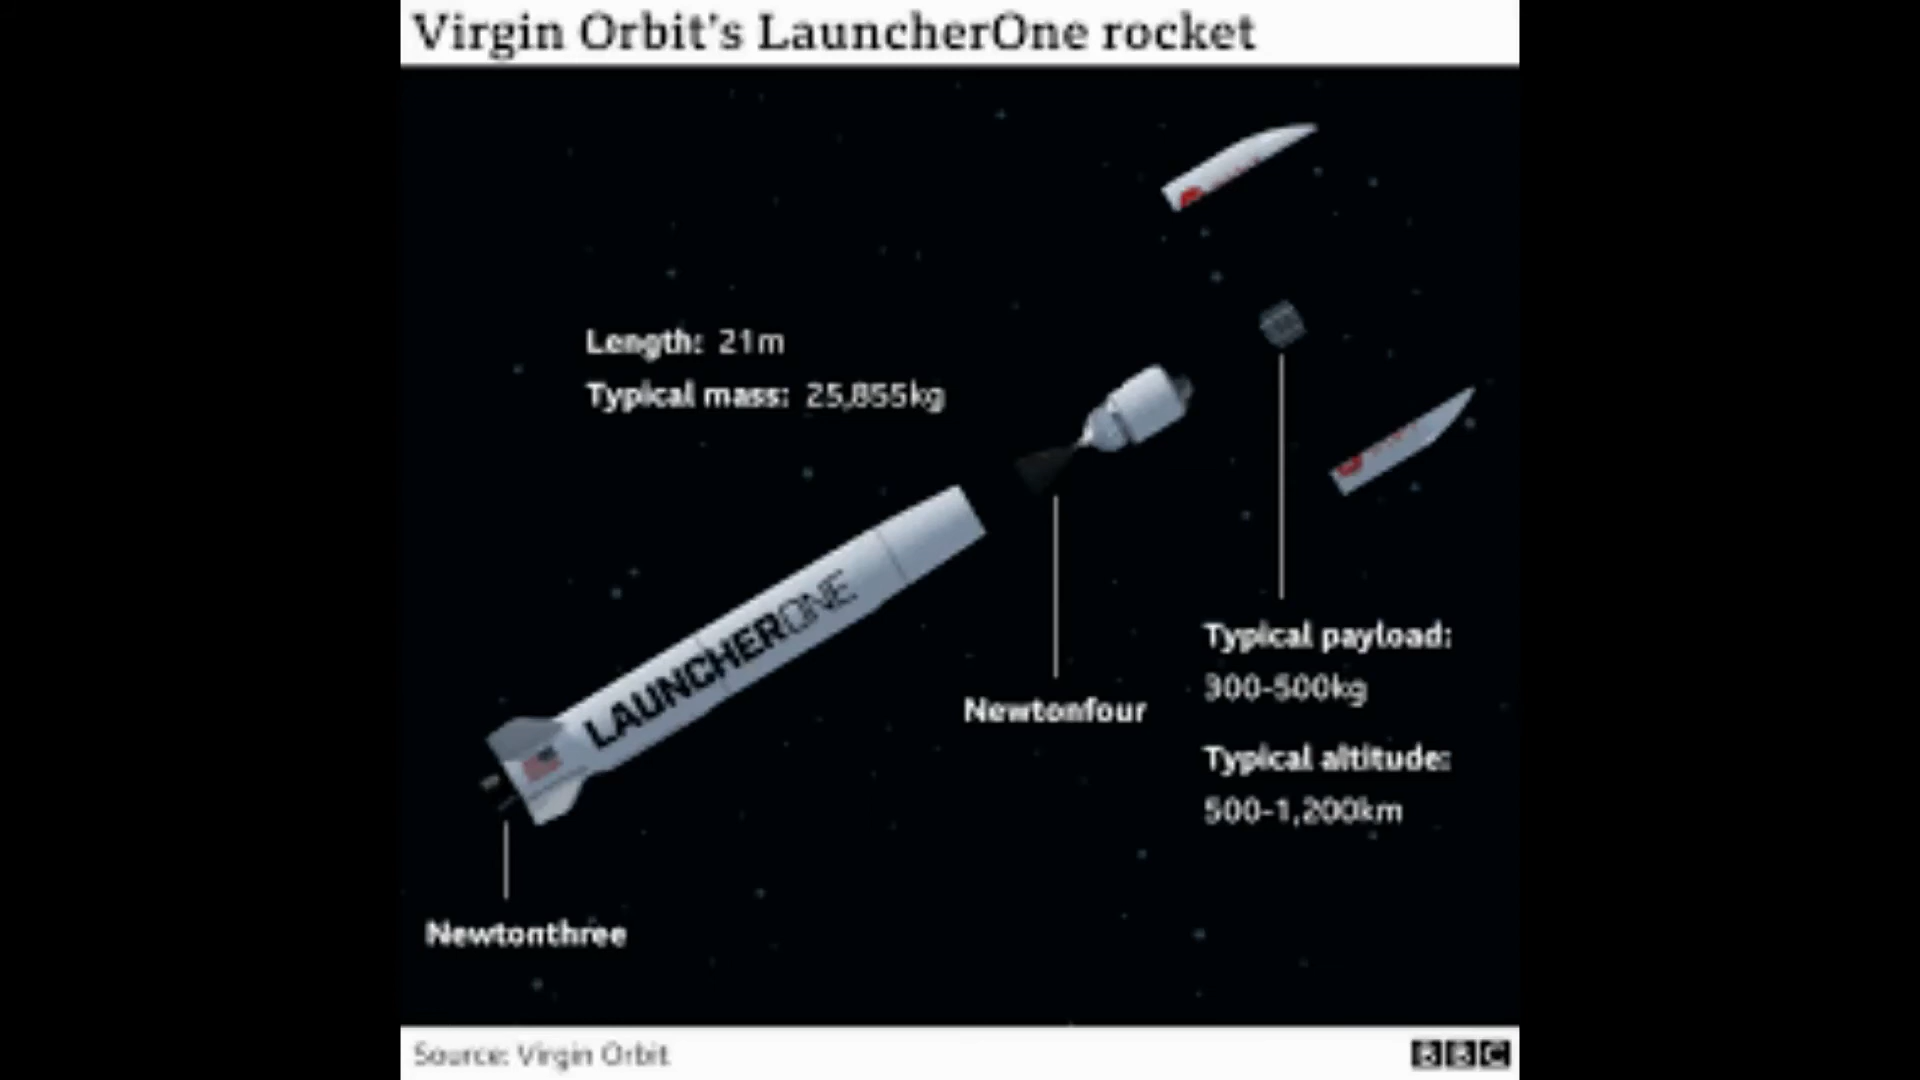 Virgin Orbit's LauncherOne rocket
Length: 21m
Typical mass: 25,855kg
LAUNCHERONE
Newtonfour
Typical payload:
300-500kg
Typical altitude:
500-1,200km
Newtonthree
Source: Virgin Orbit
BBC